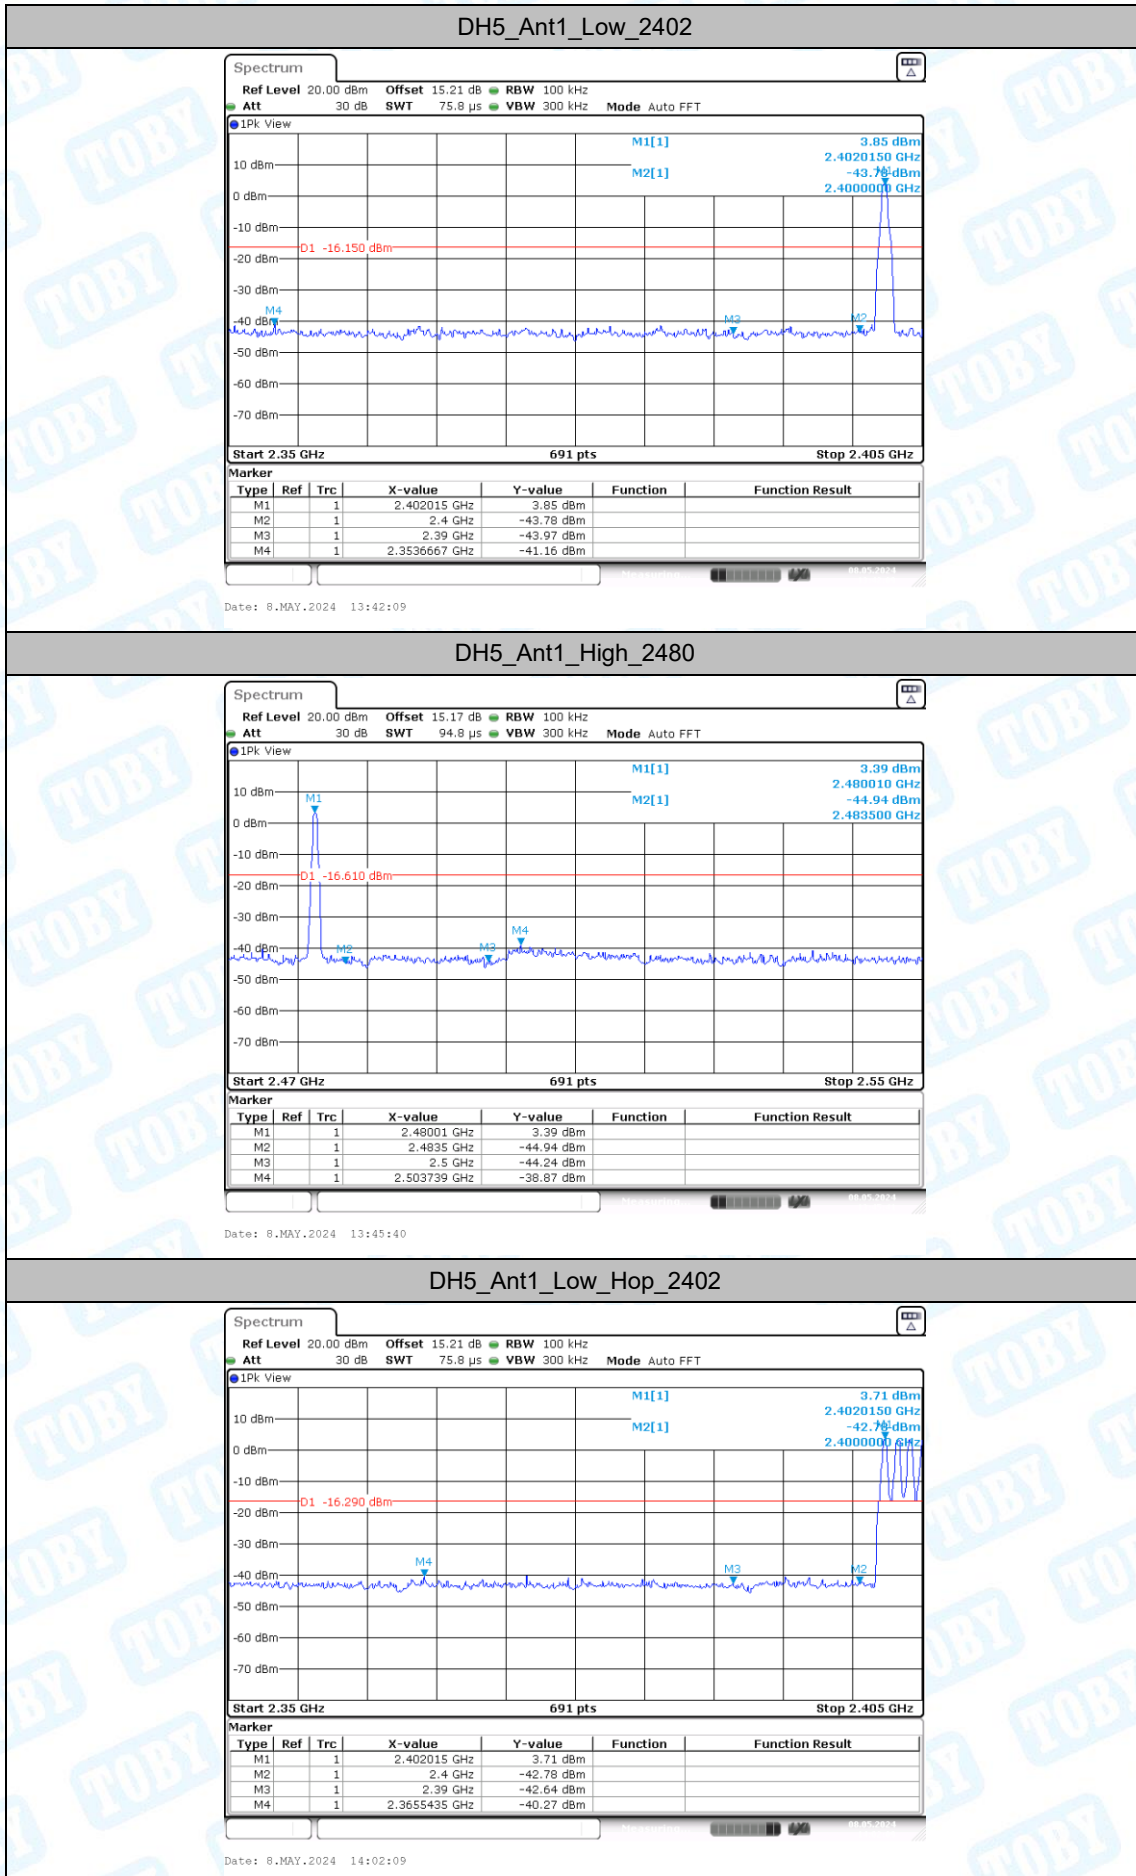 DH5_Ant1_Low_2402
Spectrum
Ref Level 20.00 dBm Offset 15.21 dB RBW 100 kHz
Att 30 dB SWT 75.8 µs VBW 300 kHz Mode Auto FFT
1Pk View
M1[1] 3.85 dBm
2.4020150 GHz
M2[1] -43.78 dBm
2.4000000 GHz
M1
10 dBm
0 dBm
-10 dBm
D1 -16.150 dBm
-20 dBm
-30 dBm
M4
-40 dBm
M3
M2
-50 dBm
-60 dBm
-70 dBm
Start 2.35 GHz 691 pts Stop 2.405 GHz
Marker
Type Ref Trc X-value Y-value Function Function Result
M1 1 2.402015 GHz 3.85 dBm
M2 1 2.4 GHz -43.78 dBm
M3 1 2.39 GHz -43.97 dBm
M4 1 2.3536667 GHz -41.16 dBm
Measuring 08.05.2024
Date: 8.MAY.2024 13:42:09
DH5_Ant1_High_2480
Spectrum
Ref Level 20.00 dBm Offset 15.17 dB RBW 100 kHz
Att 30 dB SWT 94.8 µs VBW 300 kHz Mode Auto FFT
1Pk View
M1[1] 3.39 dBm
2.480010 GHz
M2[1] -44.94 dBm
2.483500 GHz
10 dBm
M1
0 dBm
-10 dBm
D1 -16.610 dBm
-20 dBm
-30 dBm
M4
-40 dBm
M2
M3
-50 dBm
-60 dBm
-70 dBm
Start 2.47 GHz 691 pts Stop 2.55 GHz
Marker
Type Ref Trc X-value Y-value Function Function Result
M1 1 2.48001 GHz 3.39 dBm
M2 1 2.4835 GHz -44.94 dBm
M3 1 2.5 GHz -44.24 dBm
M4 1 2.503739 GHz -38.87 dBm
Measuring 08.05.2024
Date: 8.MAY.2024 13:45:40
DH5_Ant1_Low_Hop_2402
Spectrum
Ref Level 20.00 dBm Offset 15.21 dB RBW 100 kHz
Att 30 dB SWT 75.8 µs VBW 300 kHz Mode Auto FFT
1Pk View
M1[1] 3.71 dBm
2.4020150 GHz
M2[1] -42.78 dBm
2.4000000 GHz
M1
10 dBm
0 dBm
-10 dBm
D1 -16.290 dBm
-20 dBm
-30 dBm
M4
-40 dBm
M3
M2
-50 dBm
-60 dBm
-70 dBm
Start 2.35 GHz 691 pts Stop 2.405 GHz
Marker
Type Ref Trc X-value Y-value Function Function Result
M1 1 2.402015 GHz 3.71 dBm
M2 1 2.4 GHz -42.78 dBm
M3 1 2.39 GHz -42.64 dBm
M4 1 2.3655435 GHz -40.27 dBm
Measuring 08.05.2024
Date: 8.MAY.2024 14:02:09
TOBY